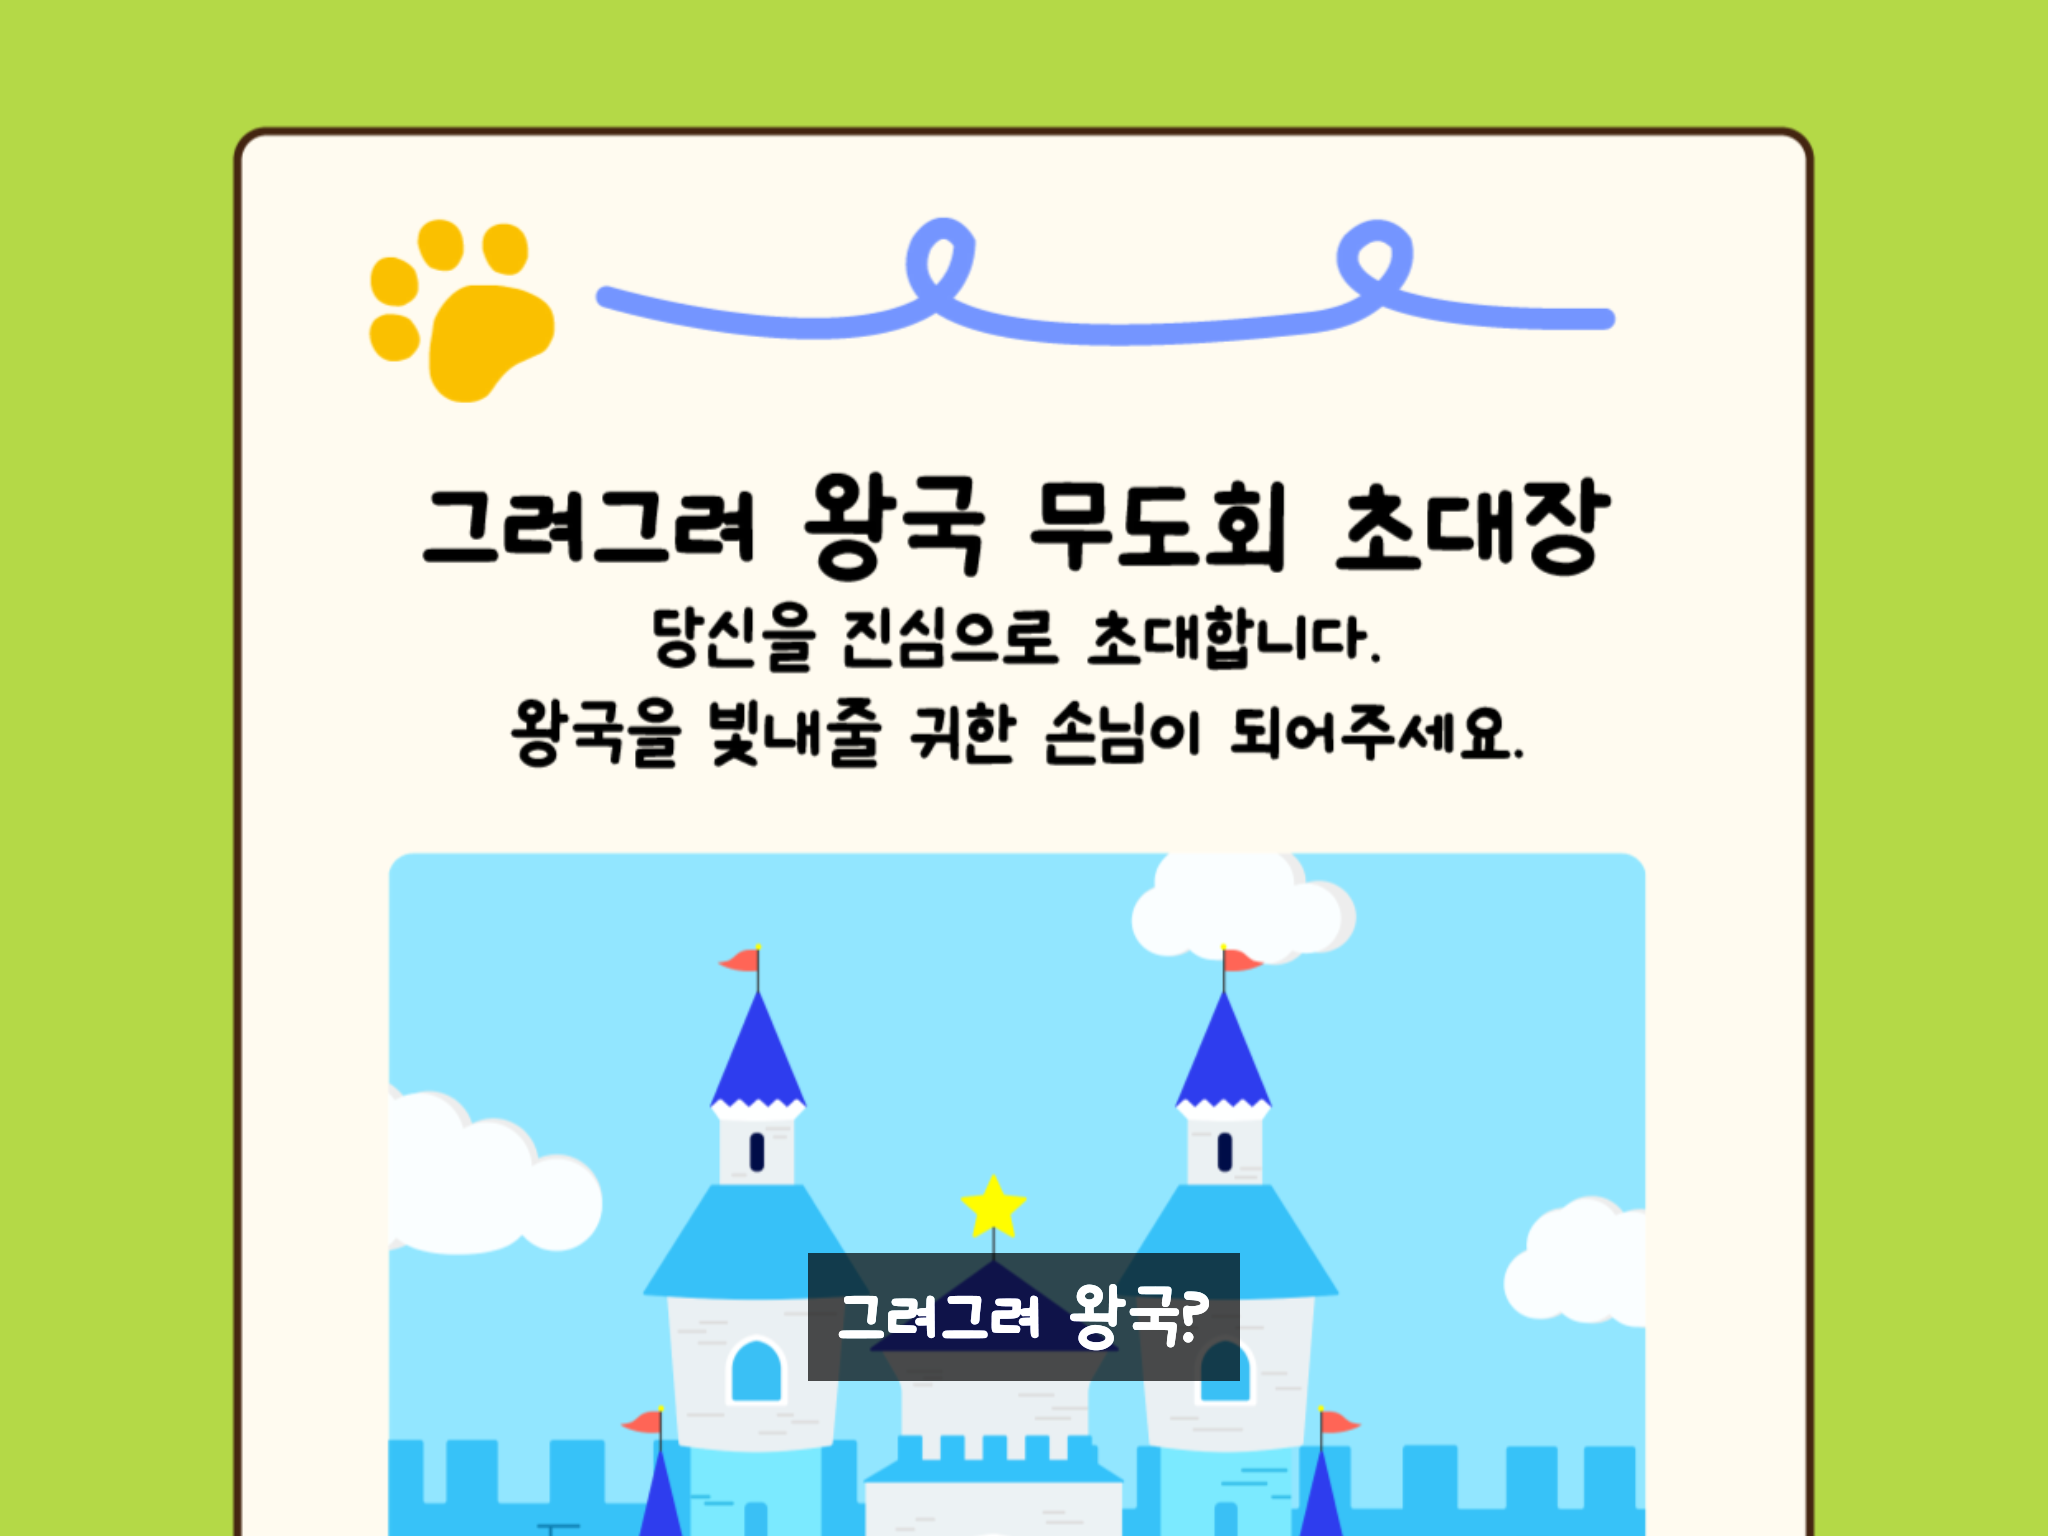 그려그려 왕국 무도회 초대장
당신을 진심으로 초대합니다.
왕국을 빛내줄 귀한 손님이 되어주세요.
그려그려 왕국?